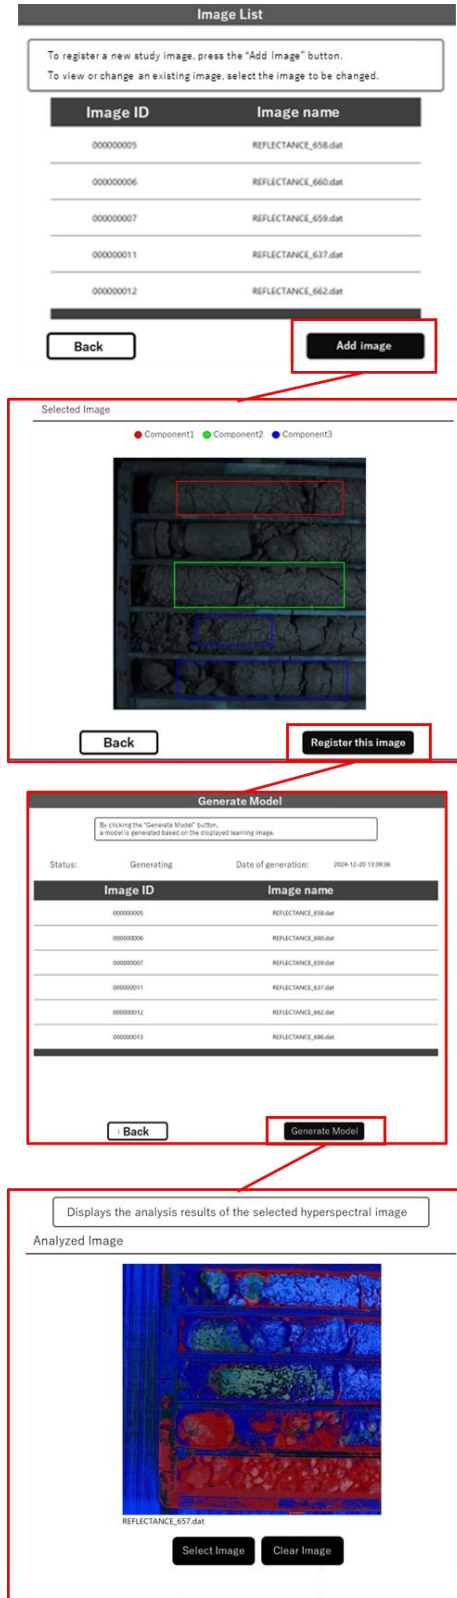 Image List
To register a new study image, press the “Add Image” button.
To view or change an existing image, select the image to be changed.
Image ID Image name
000000005 REFLECTANCE_658.dat
000000006 REFLECTANCE_660.dat
000000007 REFLECTANCE_659.dat
000000011 REFLECTANCE_637.dat
000000012 REFLECTANCE_662.dat
Back Add image
Selected Image
Component1 Component2 Component3
Back Register this image
Generate Model
By clicking the “Generate Model” button,
a model is generated based on the displayed learning image.
Status: Generating Date of generation: 2024-12-20 13:39:36
Image ID Image name
000000005 REFLECTANCE_658.dat
000000006 REFLECTANCE_660.dat
000000007 REFLECTANCE_659.dat
000000011 REFLECTANCE_637.dat
000000012 REFLECTANCE_662.dat
000000013 REFLECTANCE_686.dat
Back Generate Model
Displays the analysis results of the selected hyperspectral image
Analyzed Image
REFLECTANCE_657.dat
Select Image Clear Image